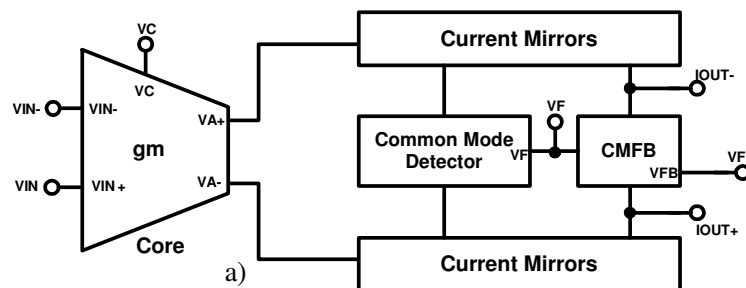 VC
VC
VIN-
VIN-
VA+
gm
VIN
VIN +
VA-
Core
a)
Current Mirrors
IOUT-
Common Mode
Detector
VF
VF
CMFB
VFB
VF
IOUT+
Current Mirrors